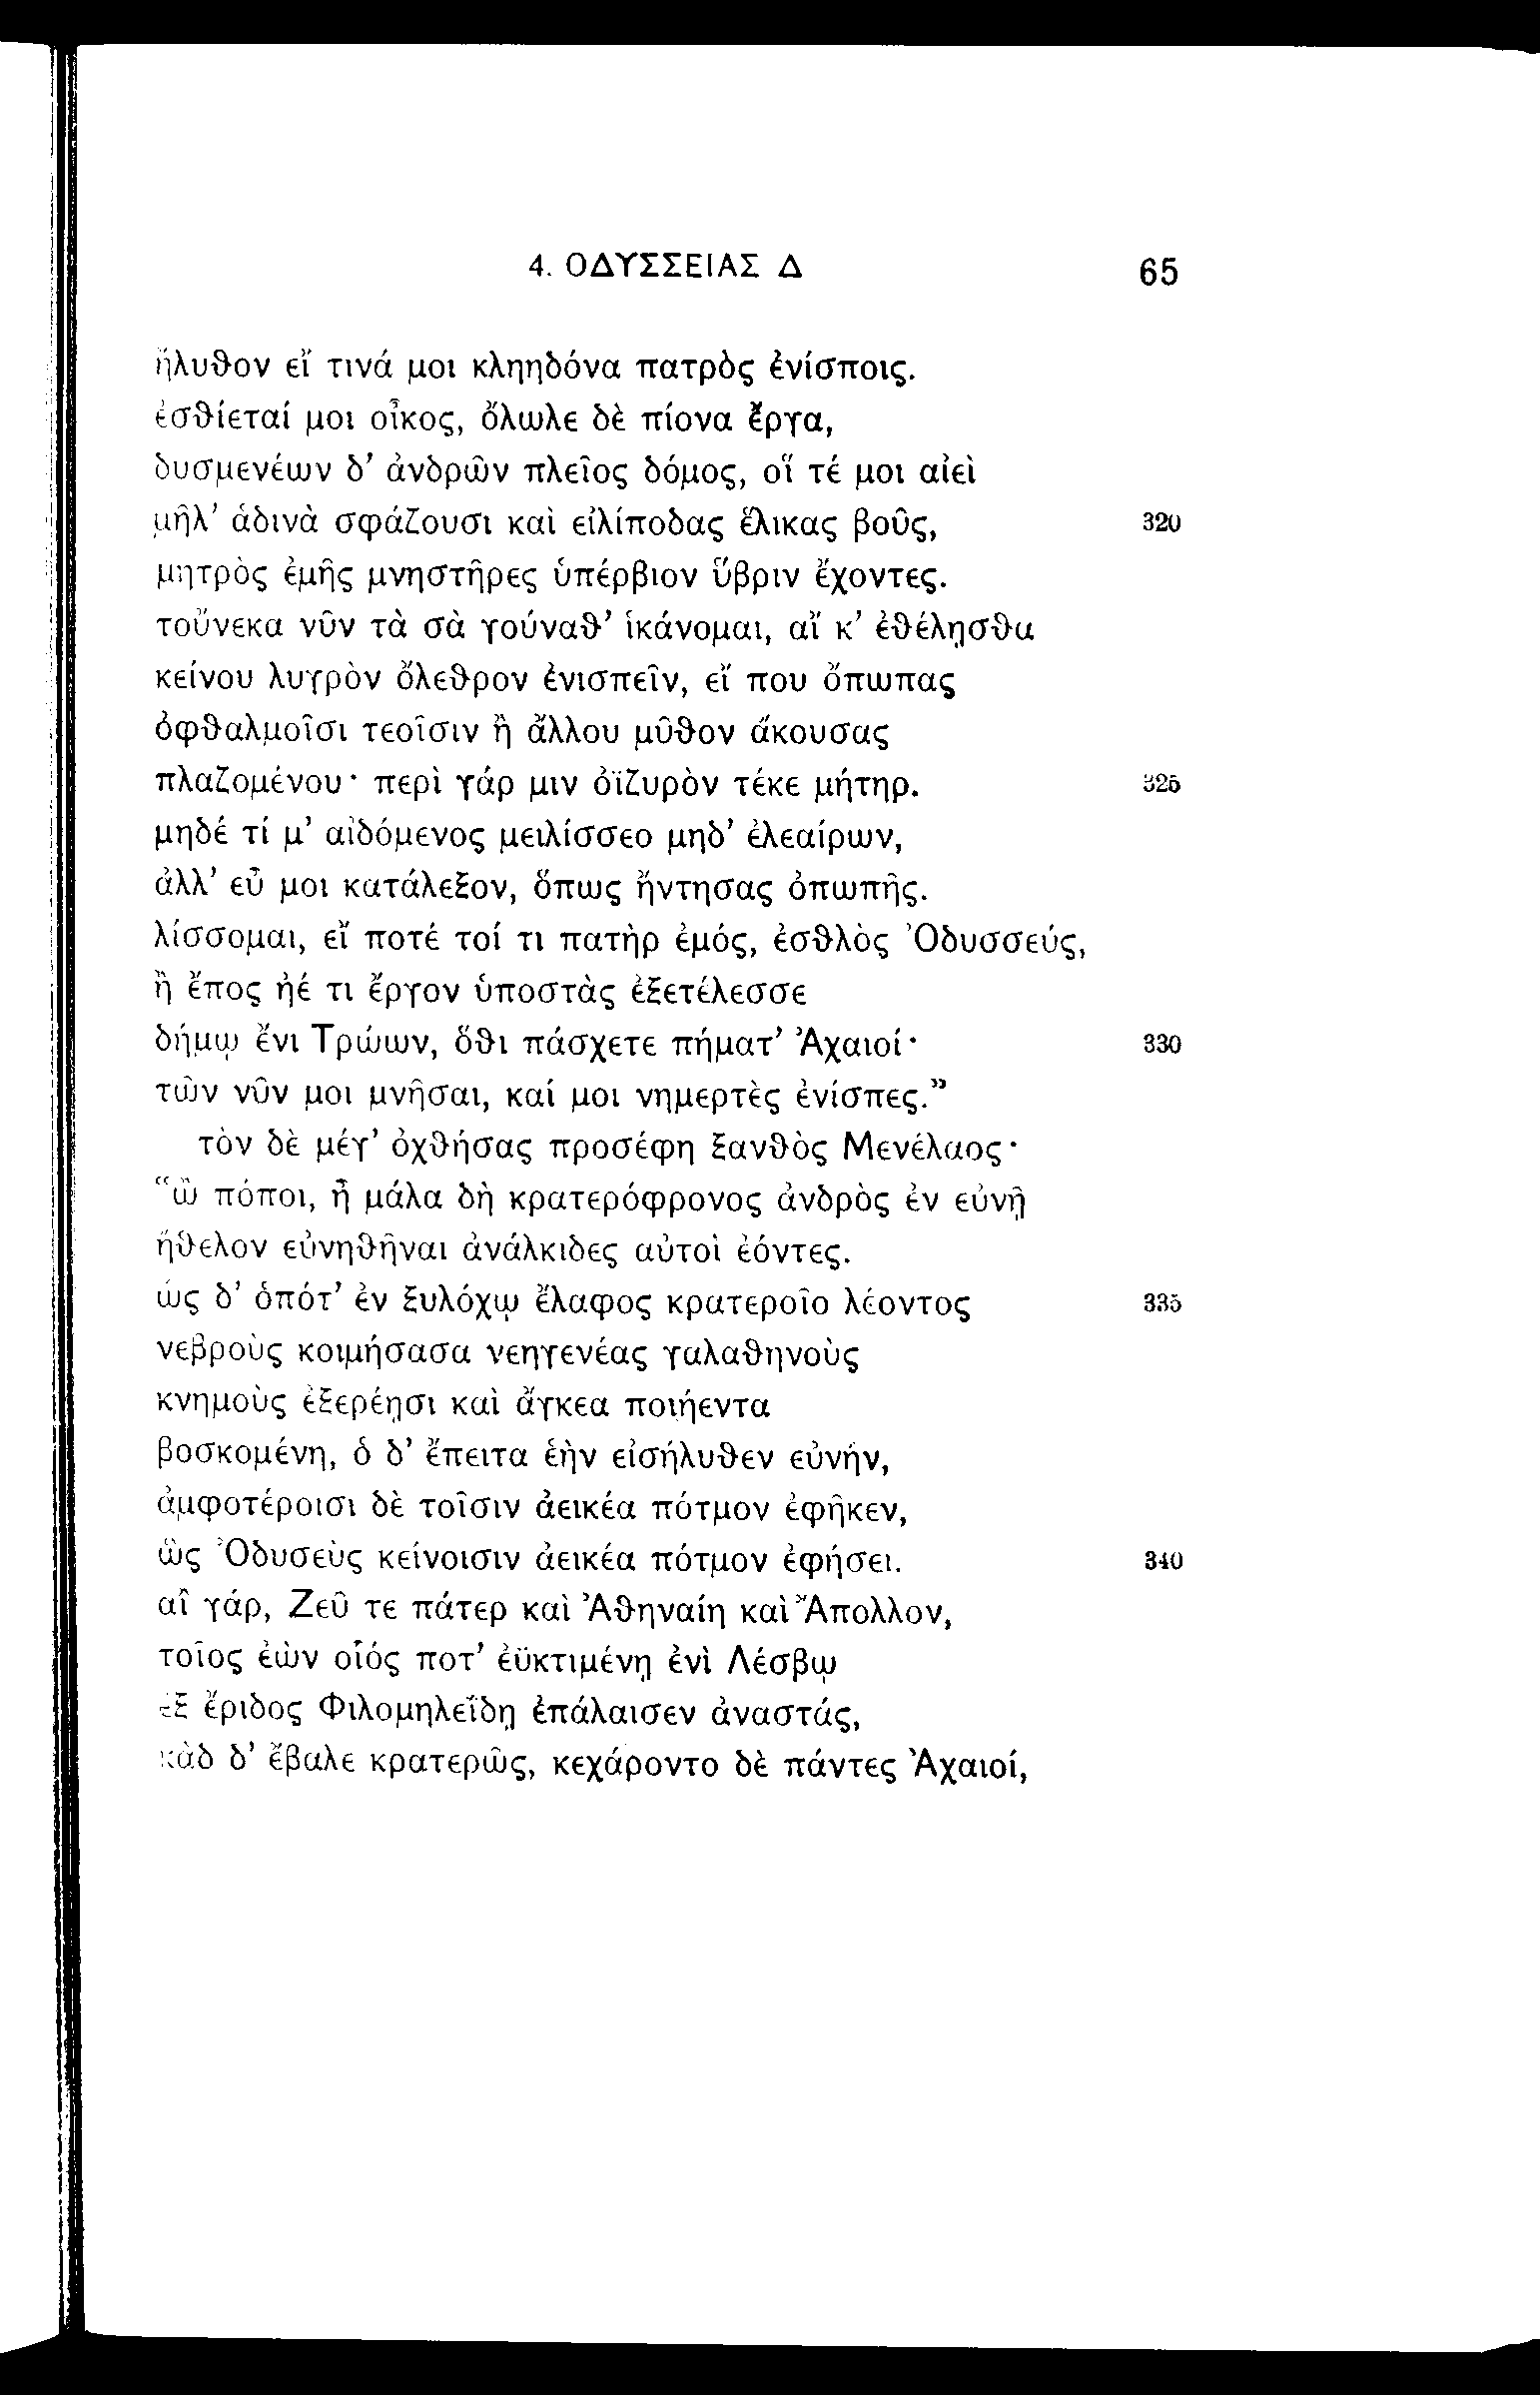 4. ΟΔΥΣΣΕΙΑΣ Δ 65
ἤλυθον εἴ τινά μοι κληηδόνα πατρὸς ἐνίσποις.
ἐσθίεταί μοι οἶκος, ὄλωλε δὲ πίονα ἔργα,
δυσμενέων δ’ ἀνδρῶν πλεῖος δόμος, οἵ τέ μοι αἰεὶ
μῆλ’ ἁδινὰ σφάζουσι καὶ εἰλίποδας ἕλικας βοῦς, 320
μητρὸς ἐμῆς μνηστῆρες ὑπέρβιον ὕβριν ἔχοντες.
τοὔνεκα νῦν τὰ σὰ γούναθ’ ἱκάνομαι, αἴ κ’ ἐθέλῃσθα
κείνου λυγρὸν ὄλεθρον ἐνισπεῖν, εἴ που ὄπωπας
ὀφθαλμοῖσι τεοῖσιν ἢ ἄλλου μῦθον ἄκουσας
πλαζομένου· περὶ γάρ μιν ὀϊζυρὸν τέκε μήτηρ. 325
μηδέ τί μ’ αἰδόμενος μειλίσσεο μηδ’ ἐλεαίρων,
ἀλλ’ εὖ μοι κατάλεξον, ὅπως ἤντησας ὀπωπῆς.
λίσσομαι, εἴ ποτέ τοί τι πατὴρ ἐμός, ἐσθλὸς Ὀδυσσεύς,
ἢ ἔπος ἠέ τι ἔργον ὑποστὰς ἐξετέλεσσε
δήμῳ ἔνι Τρώων, ὅθι πάσχετε πήματ’ Ἀχαιοί· 330
τῶν νῦν μοι μνῆσαι, καί μοι νημερτὲς ἐνίσπες.”
τὸν δὲ μέγ’ ὀχθήσας προσέφη ξανθὸς Μενέλαος·
“ὢ πόποι, ἦ μάλα δὴ κρατερόφρονος ἀνδρὸς ἐν εὐνῇ
ἤθελον εὐνηθῆναι ἀνάλκιδες αὐτοὶ ἐόντες.
ὡς δ’ ὁπότ’ ἐν ξυλόχῳ ἔλαφος κρατεροῖο λέοντος 335
νεβροὺς κοιμήσασα νεηγενέας γαλαθηνοὺς
κνημοὺς ἐξερέῃσι καὶ ἄγκεα ποιήεντα
βοσκομένη, ὁ δ’ ἔπειτα ἑὴν εἰσήλυθεν εὐνήν,
ἀμφοτέροισι δὲ τοῖσιν ἀεικέα πότμον ἐφῆκεν,
ὣς Ὀδυσεὺς κείνοισιν ἀεικέα πότμον ἐφήσει. 340
αἲ γάρ, Ζεῦ τε πάτερ καὶ Ἀθηναίη καὶ Ἄπολλον,
τοῖος ἐὼν οἷός ποτ’ ἐϋκτιμένῃ ἐνὶ Λέσβῳ
ἐξ ἔριδος Φιλομηλεΐδῃ ἐπάλαισεν ἀναστάς,
κὰδ δ’ ἔβαλε κρατερῶς, κεχάροντο δὲ πάντες Ἀχαιοί,